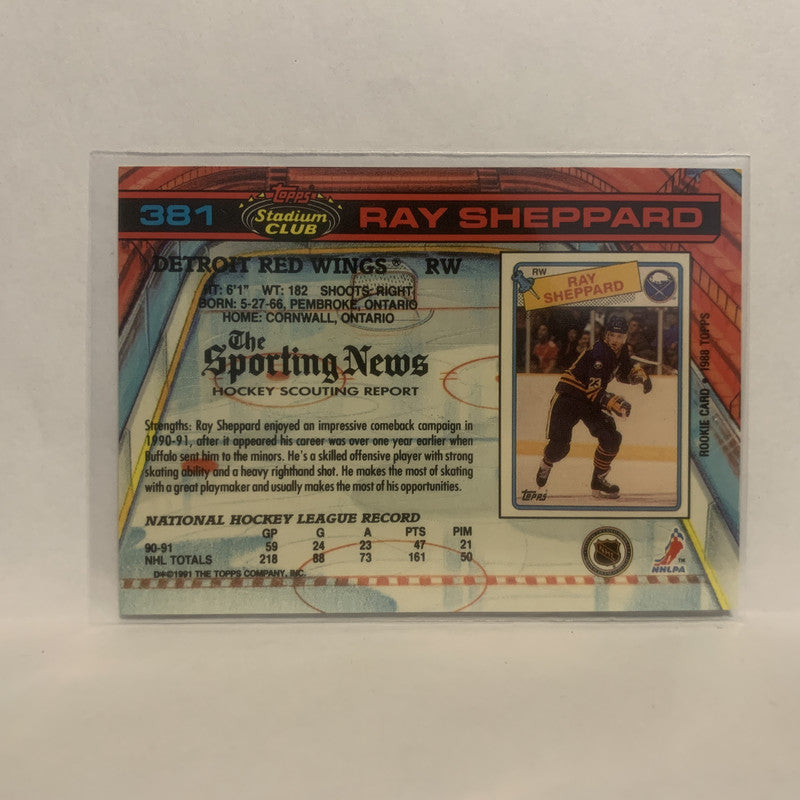 381
Topps
Stadium
CLUB
RAY SHEPPARD
DETROIT RED WINGS® RW
HT: 6'1" WT: 182 SHOOTS: RIGHT
BORN: 5-27-66, PEMBROKE, ONTARIO
HOME: CORNWALL, ONTARIO
The
Sporting News
HOCKEY SCOUTING REPORT
Strengths: Ray Sheppard enjoyed an impressive comeback campaign in
1990-91, after it appeared his career was over one year earlier when
Buffalo sent him to the minors. He's a skilled offensive player with strong
skating ability and a heavy righthand shot. He makes the most of skating
with a great playmaker and usually makes the most of his opportunities.
NATIONAL HOCKEY LEAGUE RECORD
GP G A PTS PIM
90-91 59 24 23 47 21
NHL TOTALS 218 88 73 161 50
D*©1991 THE TOPPS COMPANY, INC.
RW
RAY
SHEPPARD
23
TOPPS
ROOKIE CARD • 1988 TOPPS
NHL
NHLPA
TM